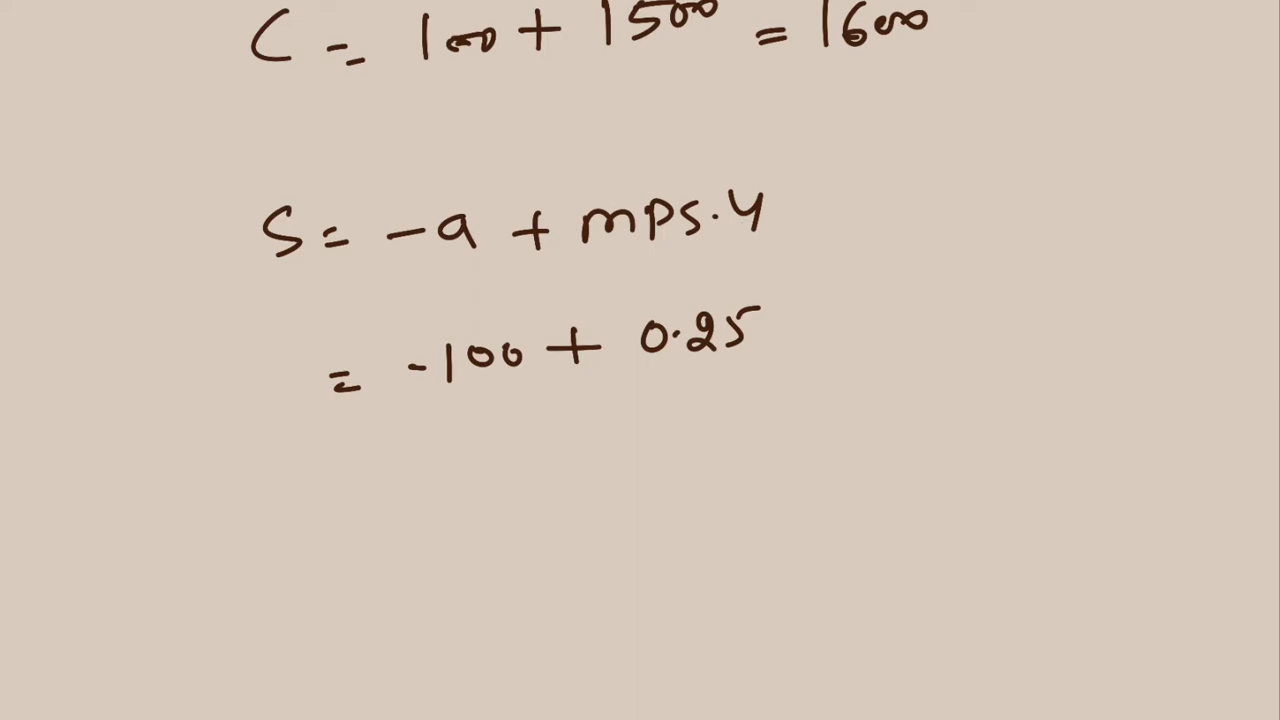 C = 100 + 1500 = 1600
S = -a + mps.y
= -100 + 0.25